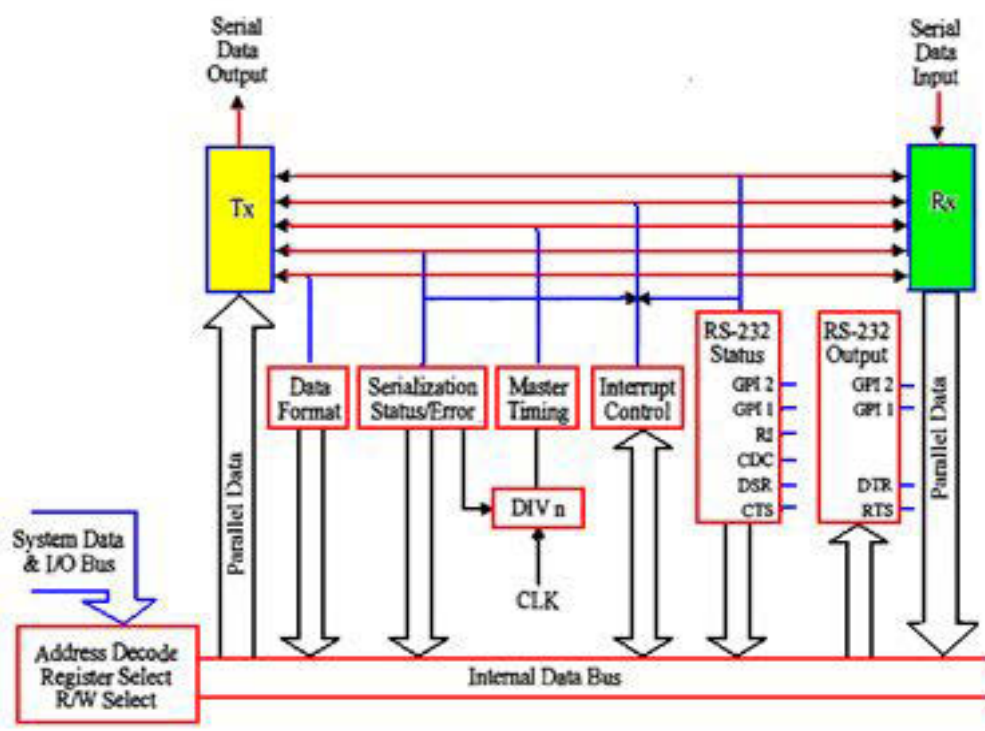 Serial
Data
Output
Serial
Data
Input
Tx
Rx
Data
Format
Serialization
Status/Error
Master
Timing
Interrupt
Control
RS-232
Status
GPI 2
GPI 1
RI
CDC
DSR
CTS
RS-232
Output
GPI 2
GPI 1
DTR
RTS
Parallel Data
Parallel Data
DIV n
CLK
System Data
& I/O Bus
Address Decode
Register Select
R/W Select
Internal Data Bus